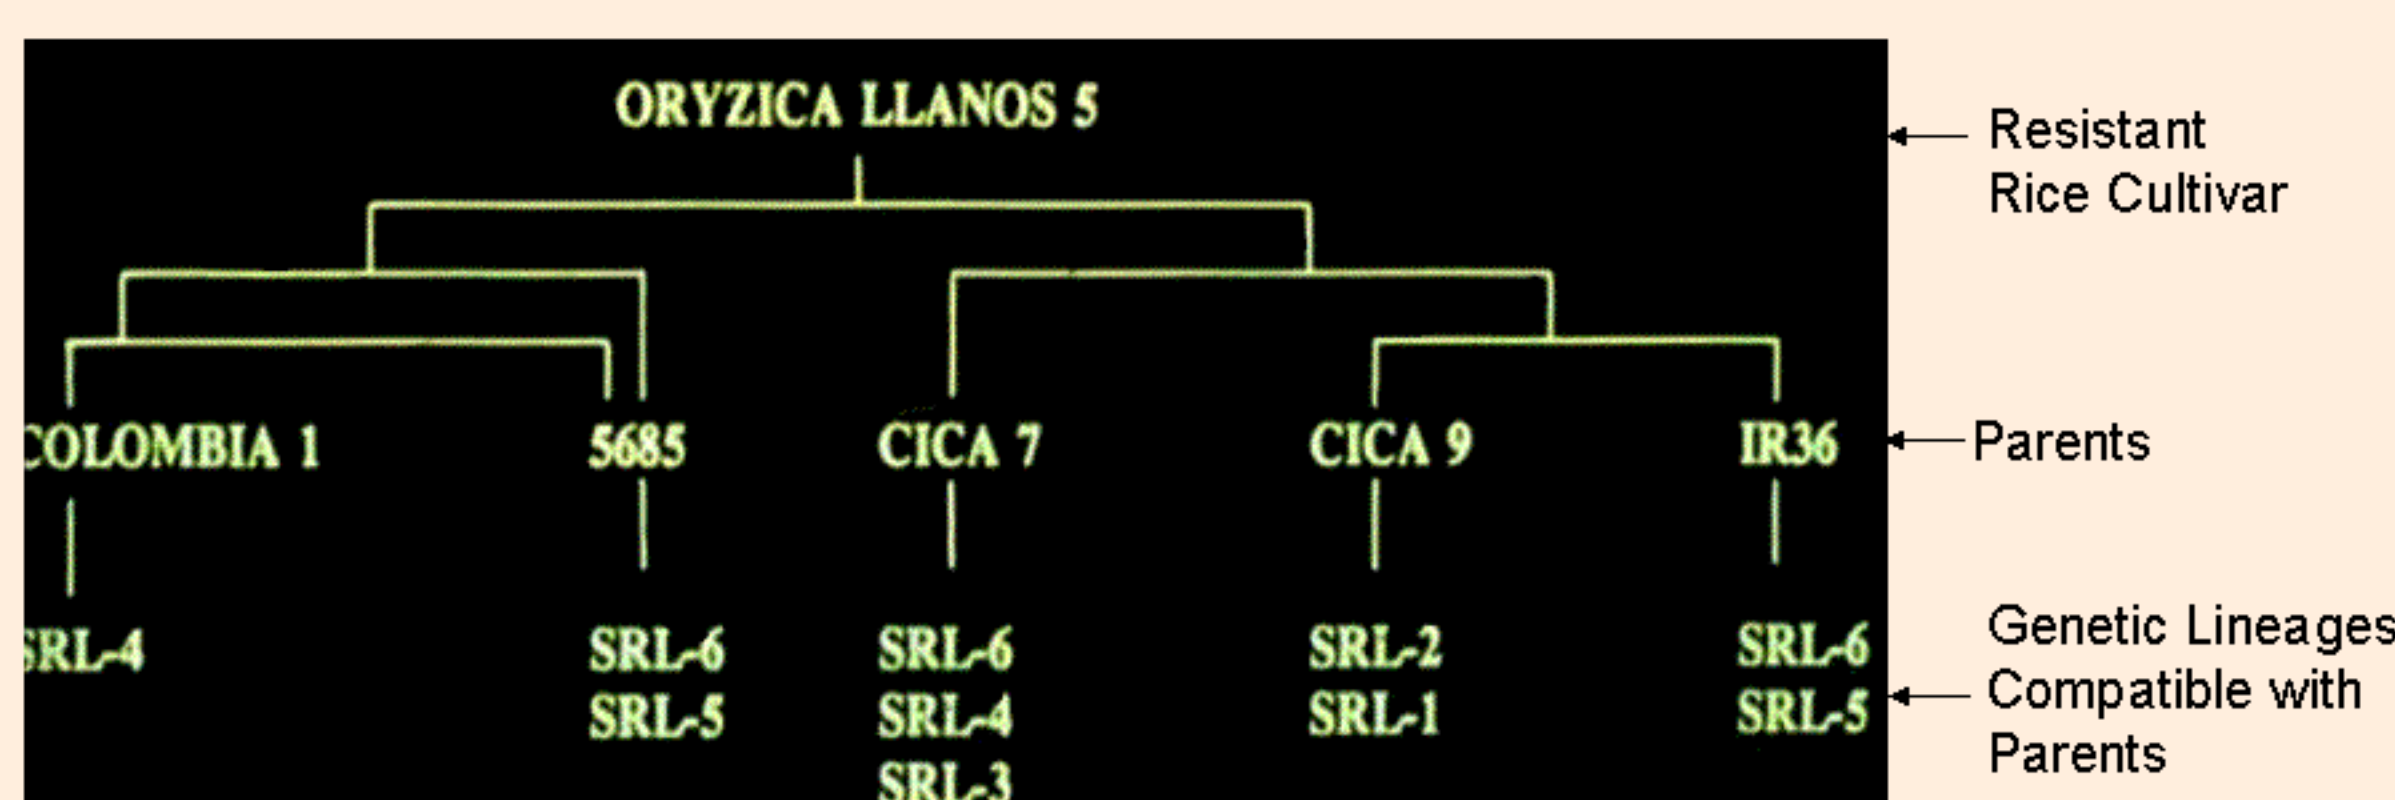 ORYZICA LLANOS 5
Resistant
Rice Cultivar
COLOMBIA 1 5685 CICA 7 CICA 9 IR36
Parents
SRL-4 SRL-6 SRL-6 SRL-2 SRL-6
SRL-5 SRL-4 SRL-1 SRL-5
SRL-3
Genetic Lineages
Compatible with
Parents